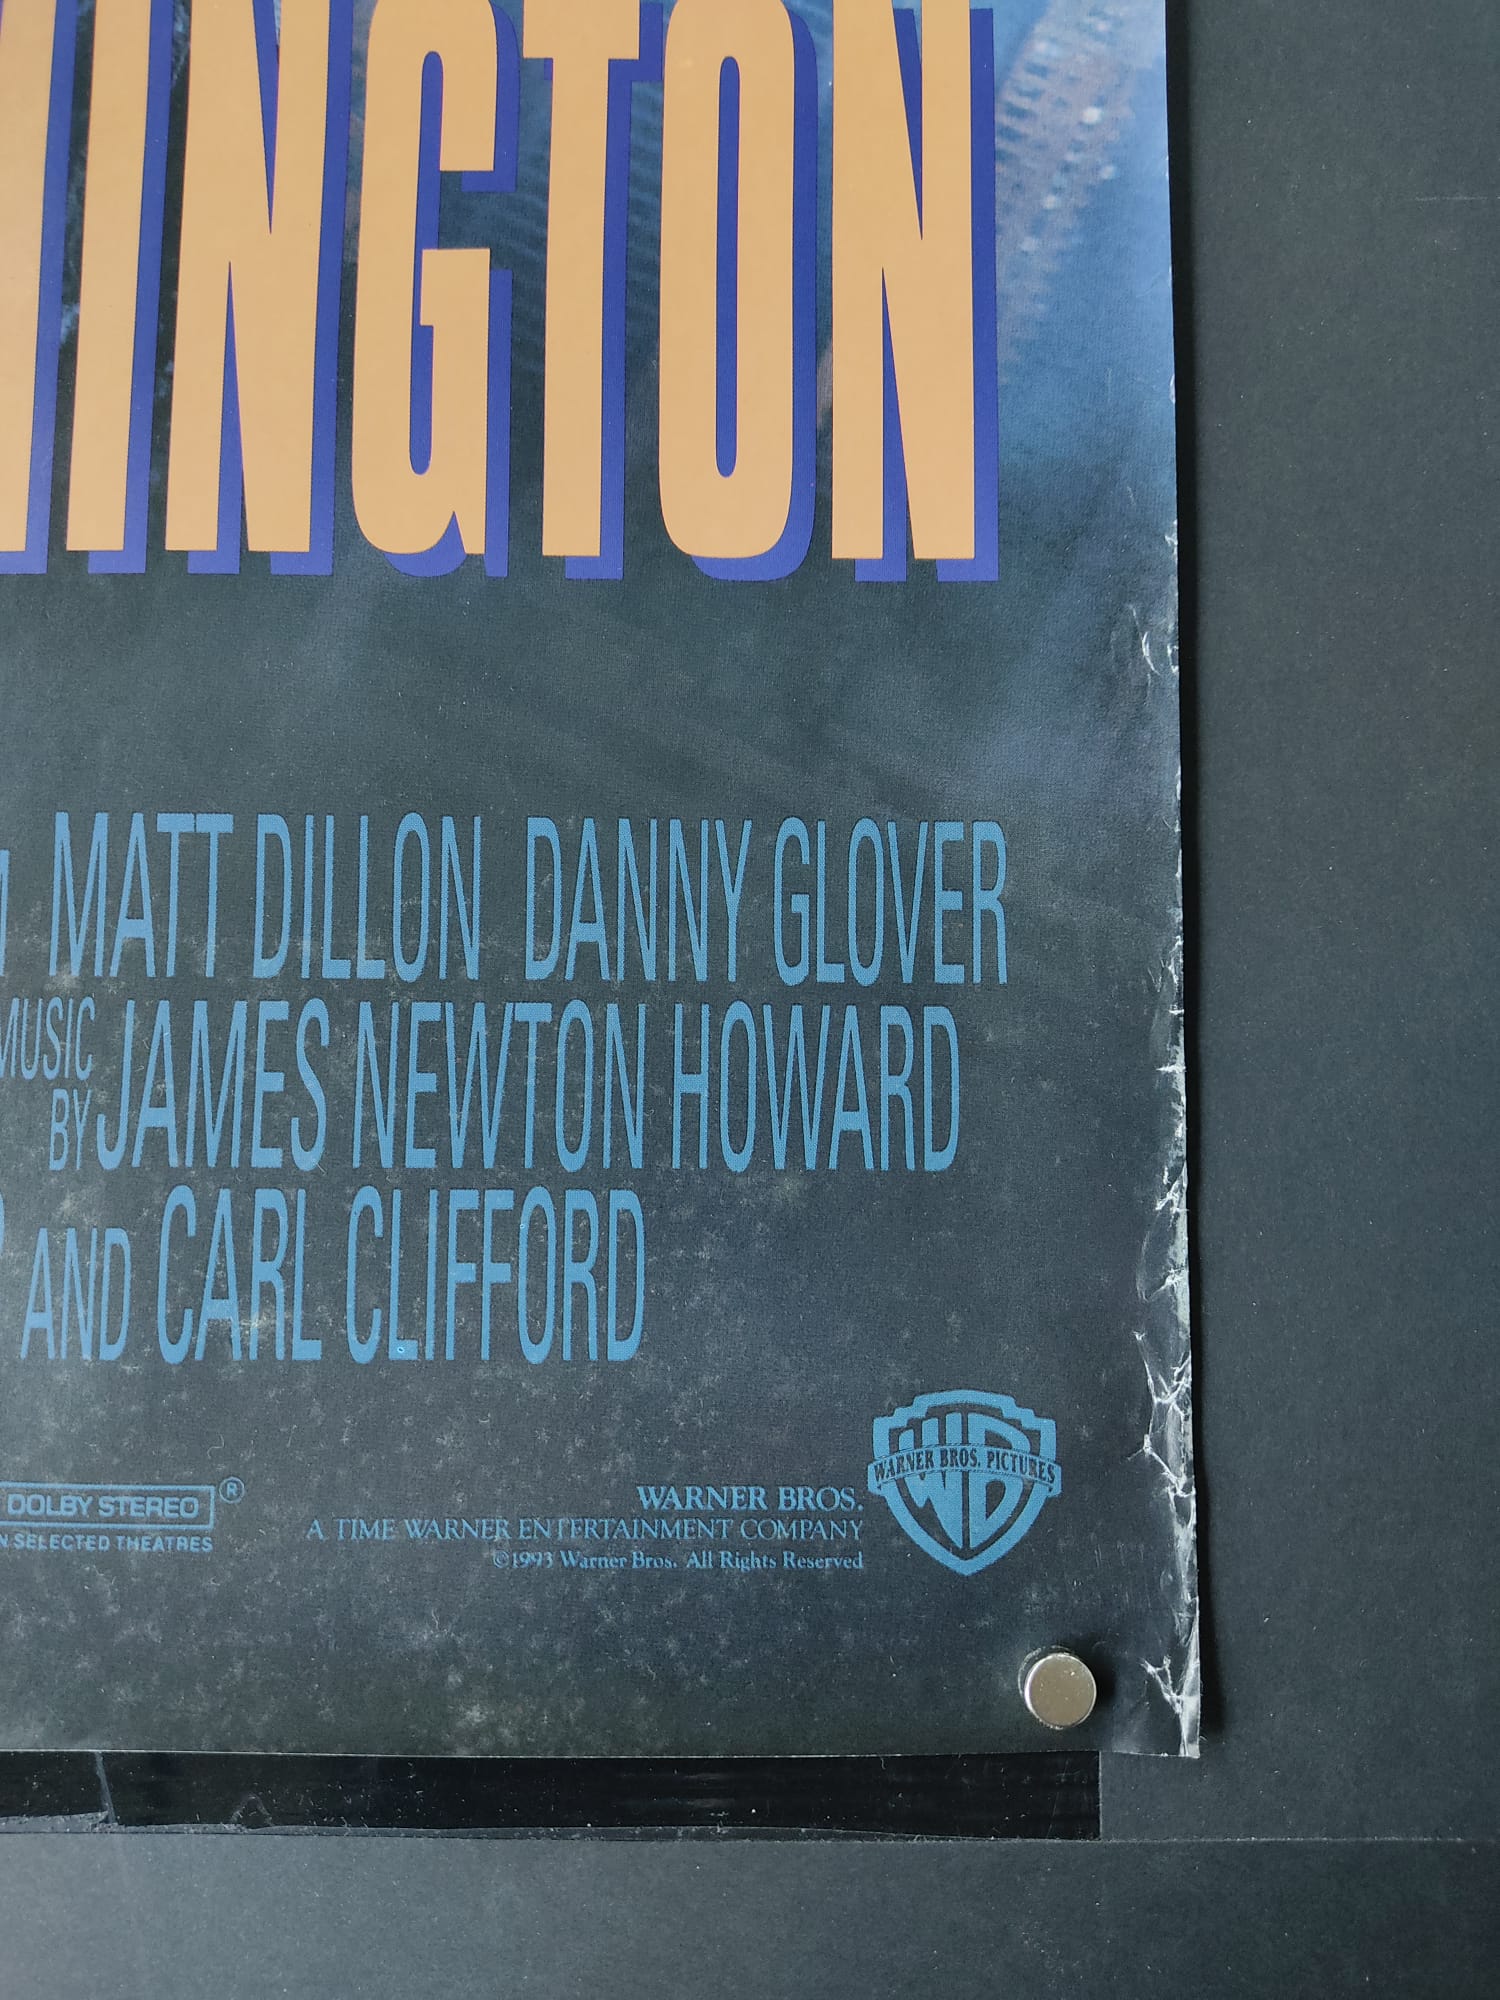 INGTON
MATT DILLON DANNY GLOVER
MUSIC BY JAMES NEWTON HOWARD
AND CARL CLIFFORD
WARNER BROS. PICTURES
DOLBY STEREO ®
WARNER BROS.
SELECTED THEATRES
A TIME WARNER ENTERTAINMENT COMPANY
©1993 Warner Bros. All Rights Reserved